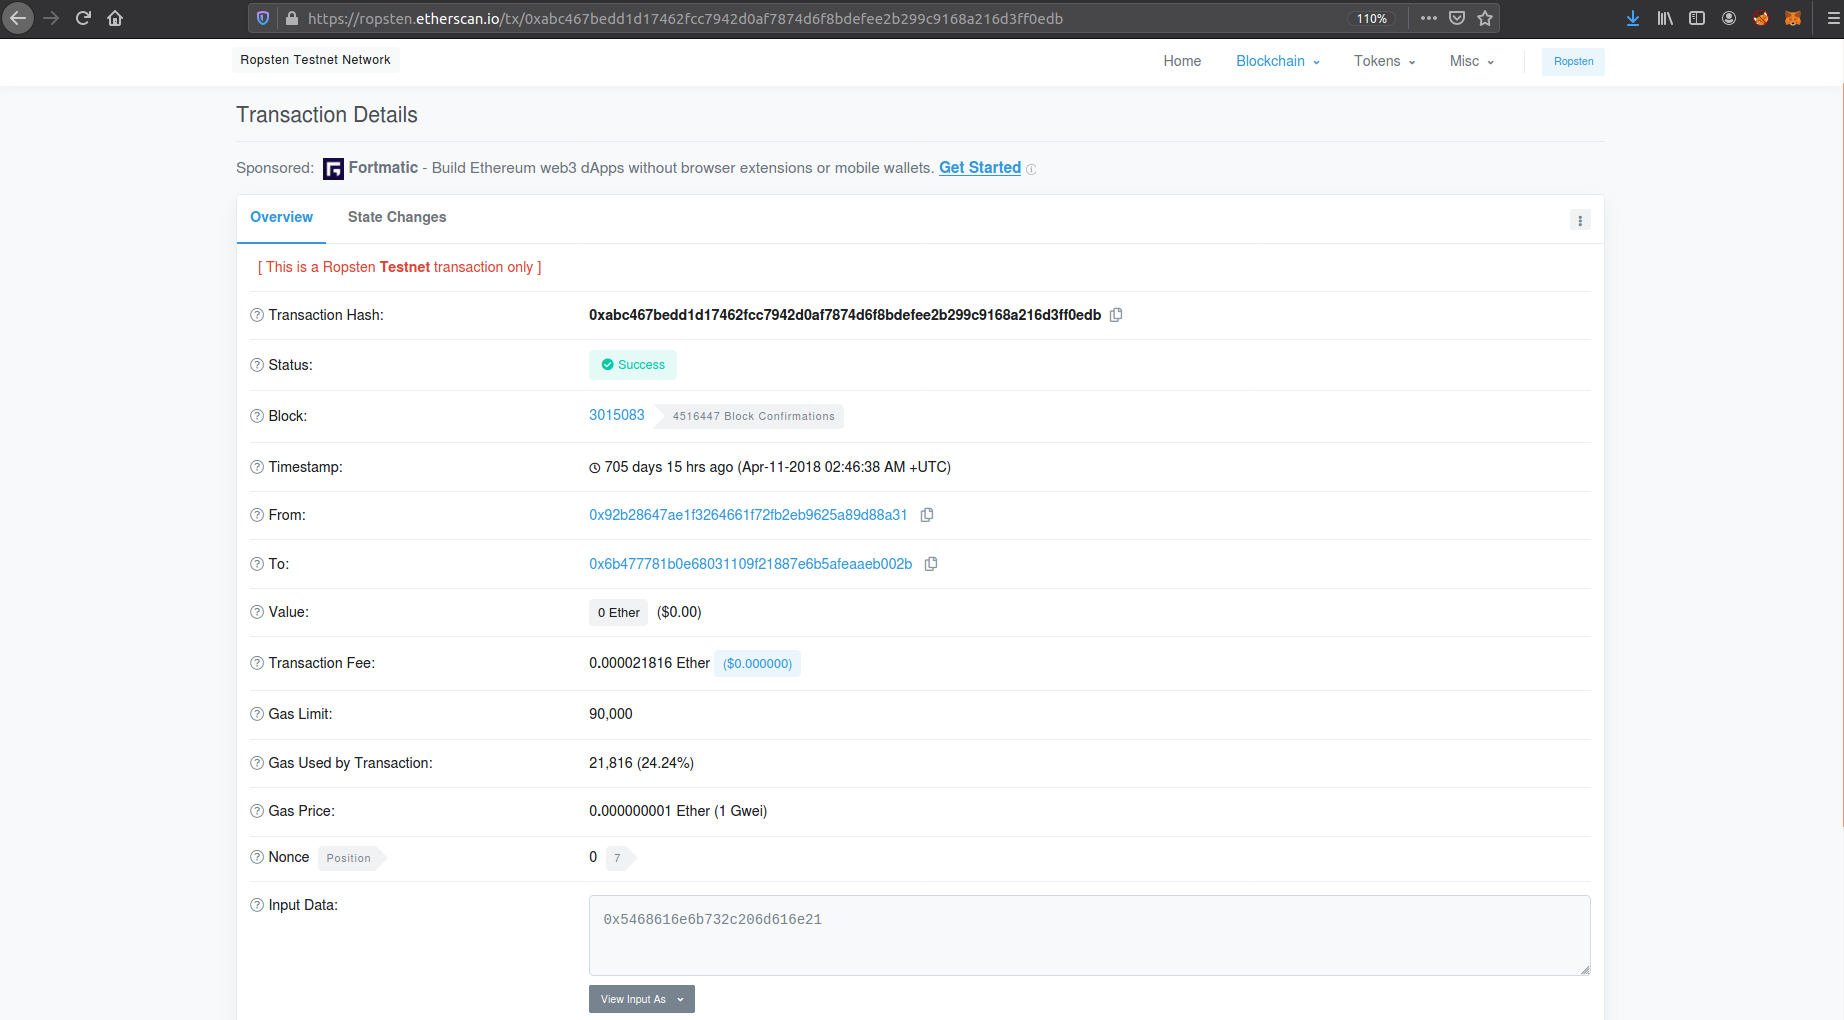 https://ropsten.etherscan.io/tx/0xabc467bedd1d17462fcc7942d0af7874d6f8bdefee2b299c9168a216d3ff0edb 110%
Ropsten Testnet Network Home Blockchain Tokens Misc Ropsten
Transaction Details
Sponsored: Fortmatic - Build Ethereum web3 dApps without browser extensions or mobile wallets. Get Started
Overview State Changes
[ This is a Ropsten Testnet transaction only ]
Transaction Hash: 0xabc467bedd1d17462fcc7942d0af7874d6f8bdefee2b299c9168a216d3ff0edb
Status: Success
Block: 3015083 4516447 Block Confirmations
Timestamp: 705 days 15 hrs ago (Apr-11-2018 02:46:38 AM +UTC)
From: 0x92b28647ae1f3264661f72fb2eb9625a89d88a31
To: 0x6b477781b0e68031109f21887e6b5afeaaeb002b
Value: 0 Ether ($0.00)
Transaction Fee: 0.000021816 Ether ($0.000000)
Gas Limit: 90,000
Gas Used by Transaction: 21,816 (24.24%)
Gas Price: 0.000000001 Ether (1 Gwei)
Nonce Position 0 7
Input Data: 0x5468616e6b732c206d616e21
View Input As